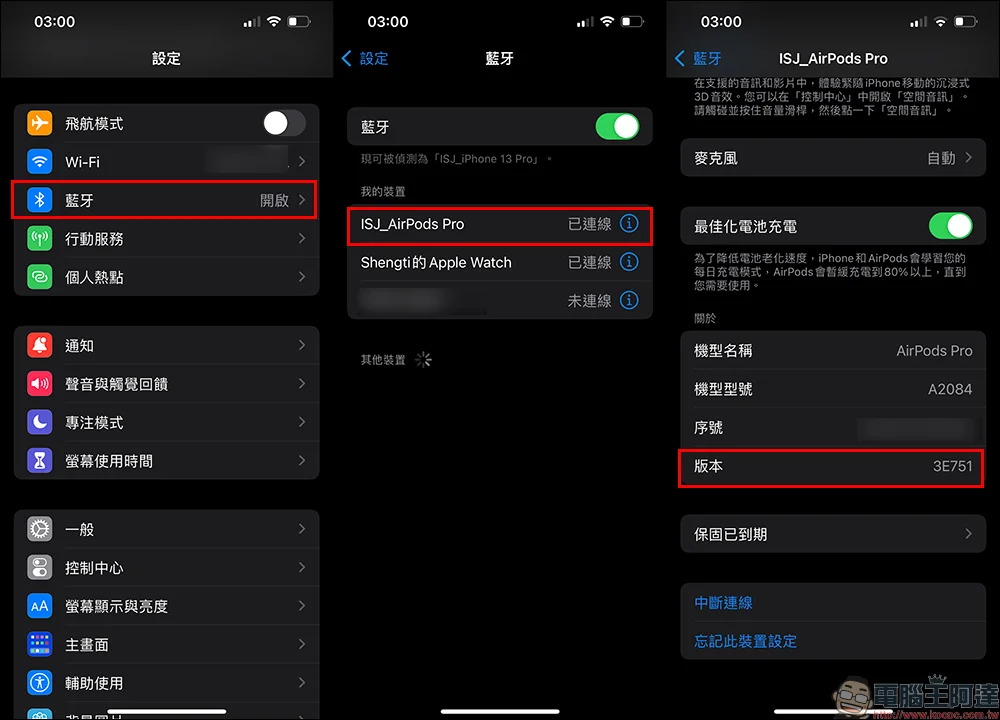 03:00
設定
飛航模式
Wi-Fi
藍牙
開啟
行動服務
個人熱點
通知
聲音與觸覺回饋
專注模式
螢幕使用時間
一般
控制中心
AA
螢幕顯示與亮度
主畫面
輔助使用
03:00
設定
藍牙
藍牙
現可被偵測為「ISJ_iPhone 13 Pro」。
我的裝置
ISJ_AirPods Pro
已連線
Shengti的 Apple Watch
已連線
未連線
其他裝置
03:00
藍牙
ISJ_AirPods Pro
在支援的音訊和影片中，體驗緊隨iPhone移動的沉浸式
3D音效。您可以在「控制中心」中開啟「空間音訊」。
請觸碰並按住音量滑桿，然後點一下「空間音訊」。
麥克風
自動
最佳化電池充電
為了降低電池老化速度，iPhone和AirPods會學習您的
每日充電模式，AirPods會暫緩充電到80%以上，直到
您需要使用。
關於
機型名稱
AirPods Pro
機型型號
A2084
序號
版本
3E751
保固已到期
中斷連線
忘記此裝置設定
電腦王阿達
http://www.kocpc.com.tw